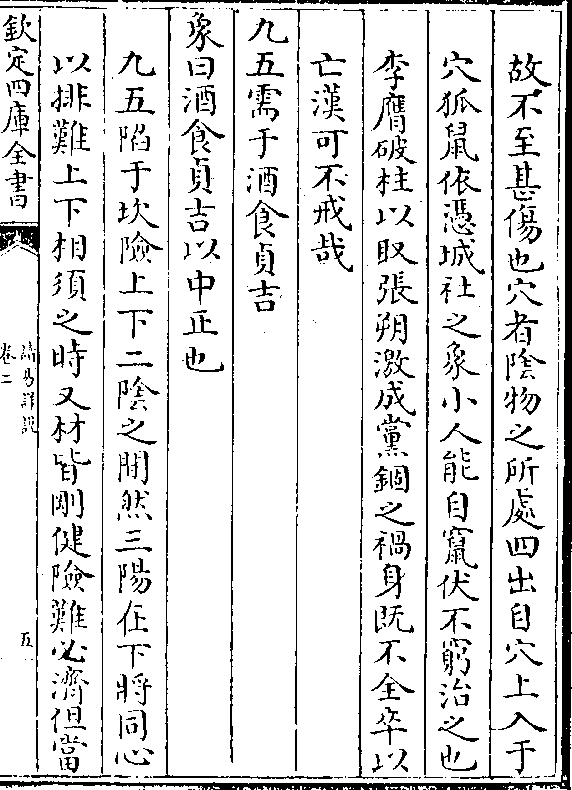 故不至甚傷也穴者陰物之所處四出自穴上入于
穴狐鼠依憑城社之象小人能自竄伏不窮治之也
李膺破柱以取張朔激成黨錮之禍身既不全卒以
亡漢可不戒哉
九五需于酒食貞吉
象曰酒食貞吉以中正也
九五陷于坎險上下二陰之間然三陽在下將同心
以排難上下相須之時又材皆剛健險難必濟但當
欽定四庫全書
讀易詳說
卷二
五